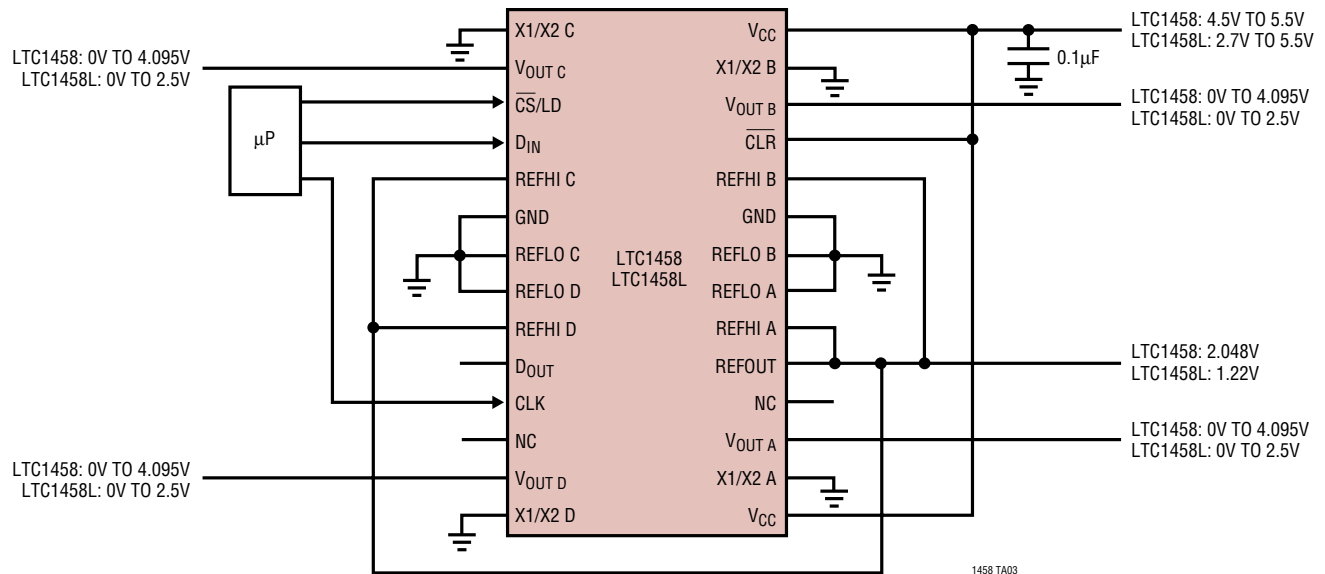 LTC1458: 0V TO 4.095V
LTC1458L: 0V TO 2.5V
µP
LTC1458: 0V TO 4.095V
LTC1458L: 0V TO 2.5V
X1/X2 C
VOUT C
CS/LD
DIN
REFHI C
GND
REFLO C
REFLO D
REFHI D
DOUT
CLK
NC
VOUT D
X1/X2 D
LTC1458
LTC1458L
VCC
X1/X2 B
VOUT B
CLR
REFHI B
GND
REFLO B
REFLO A
REFHI A
REFOUT
NC
VOUT A
X1/X2 A
VCC
LTC1458: 4.5V TO 5.5V
LTC1458L: 2.7V TO 5.5V
0.1µF
LTC1458: 0V TO 4.095V
LTC1458L: 0V TO 2.5V
LTC1458: 2.048V
LTC1458L: 1.22V
LTC1458: 0V TO 4.095V
LTC1458L: 0V TO 2.5V
1458 TA03